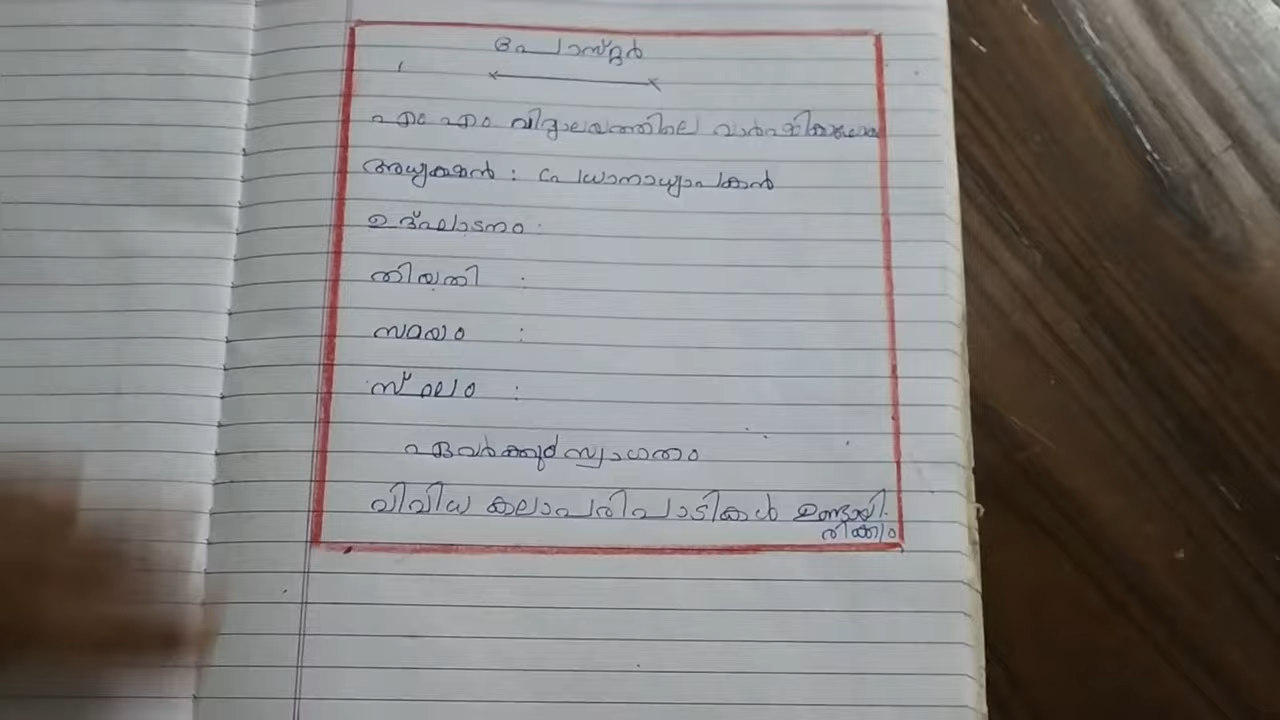 പോസ്റ്റർ
എം എം വിദ്യാലയത്തിലെ വാർഷികാഘോഷം
അധ്യക്ഷൻ : പ്രധാനാധ്യാപകൻ
ഉദ്ഘാടനം :
തിയതി :
സമയം :
സ്ഥലം :
ഏവർക്കും സ്വാഗതം
വിവിധ കലാപരിപാടികൾ ഉണ്ടായി.
രിക്കും